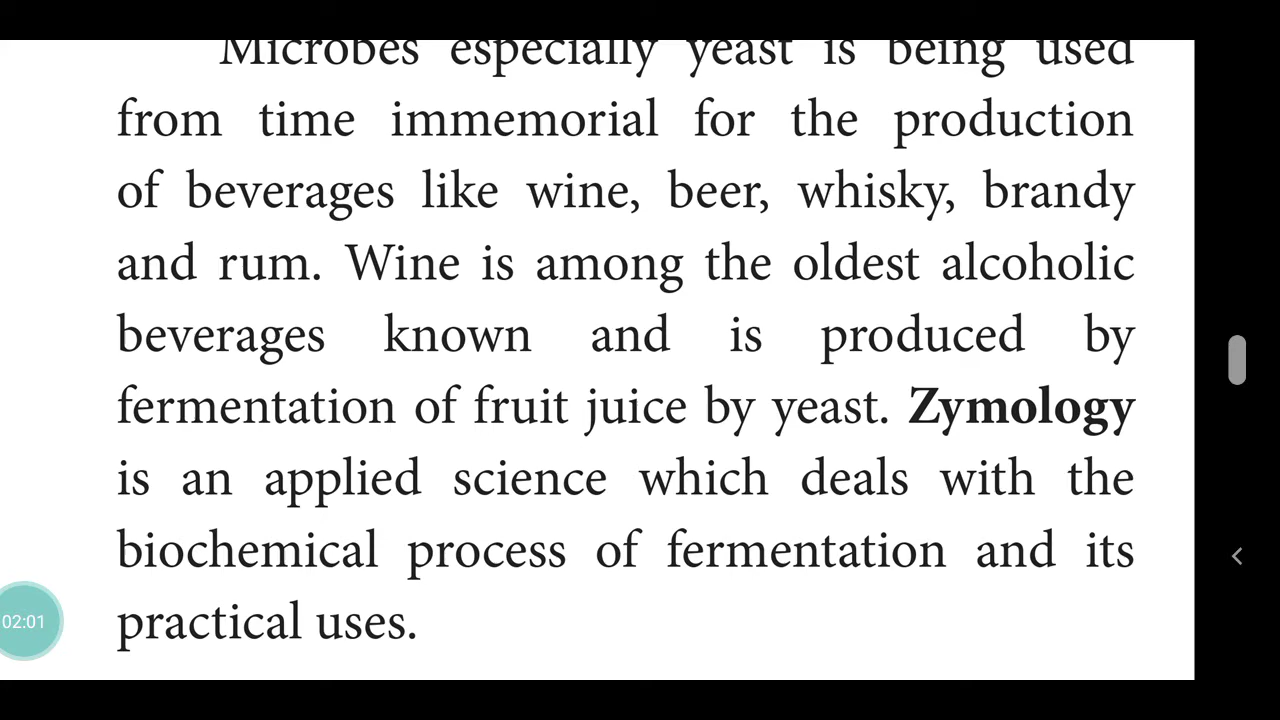 Microbes especially yeast is being used
from time immemorial for the production
of beverages like wine, beer, whisky, brandy
and rum. Wine is among the oldest alcoholic
beverages known and is produced by
fermentation of fruit juice by yeast. Zymology
is an applied science which deals with the
biochemical process of fermentation and its
practical uses.
02:01